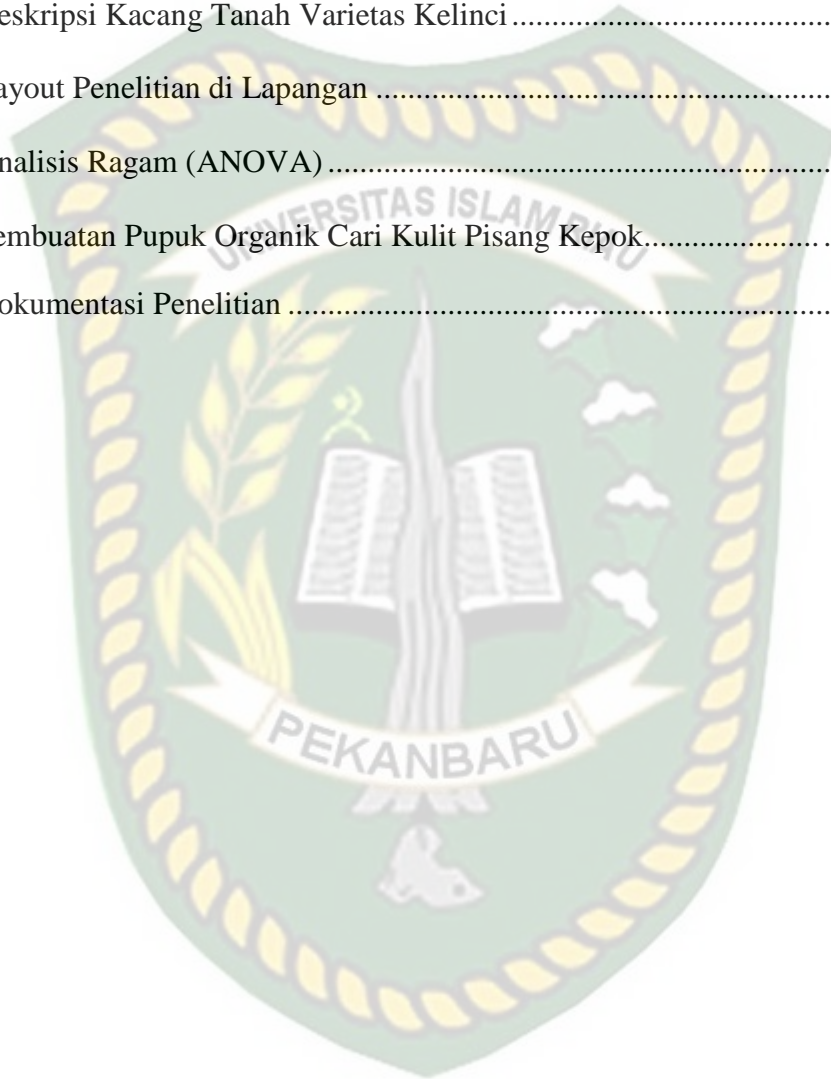 eskripsi Kacang Tanah Varietas Kelinci....................................
ayout Penelitian di Lapangan ...................................................
nalisis Ragam (ANOVA).........................................................
UNIVERSITAS ISLAM RIAU
embuatan Pupuk Organik Cari Kulit Pisang Kepok..................... .
okumentasi Penelitian .............................................................
PEKANBARU